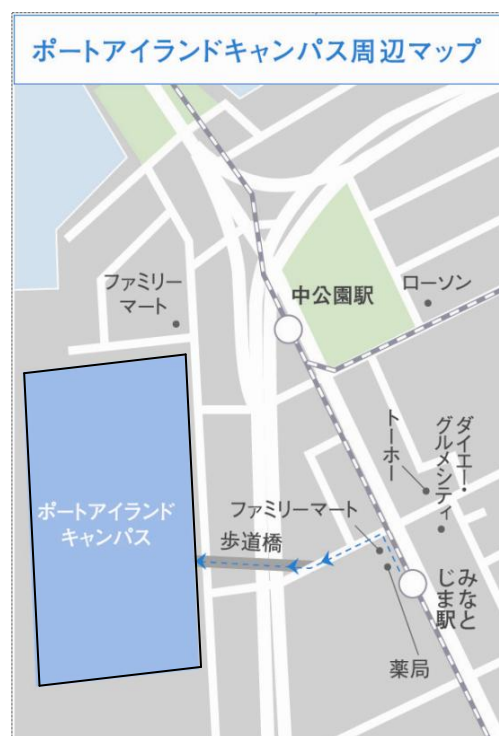 ポートアイランドキャンパス周辺マップ
ファミリー
マート
中公園駅
ローソン
ダイエー・
グルメシティ
トーホー
ポートアイランド
キャンパス
ファミリーマート
歩道橋
みなと
じま駅
薬局